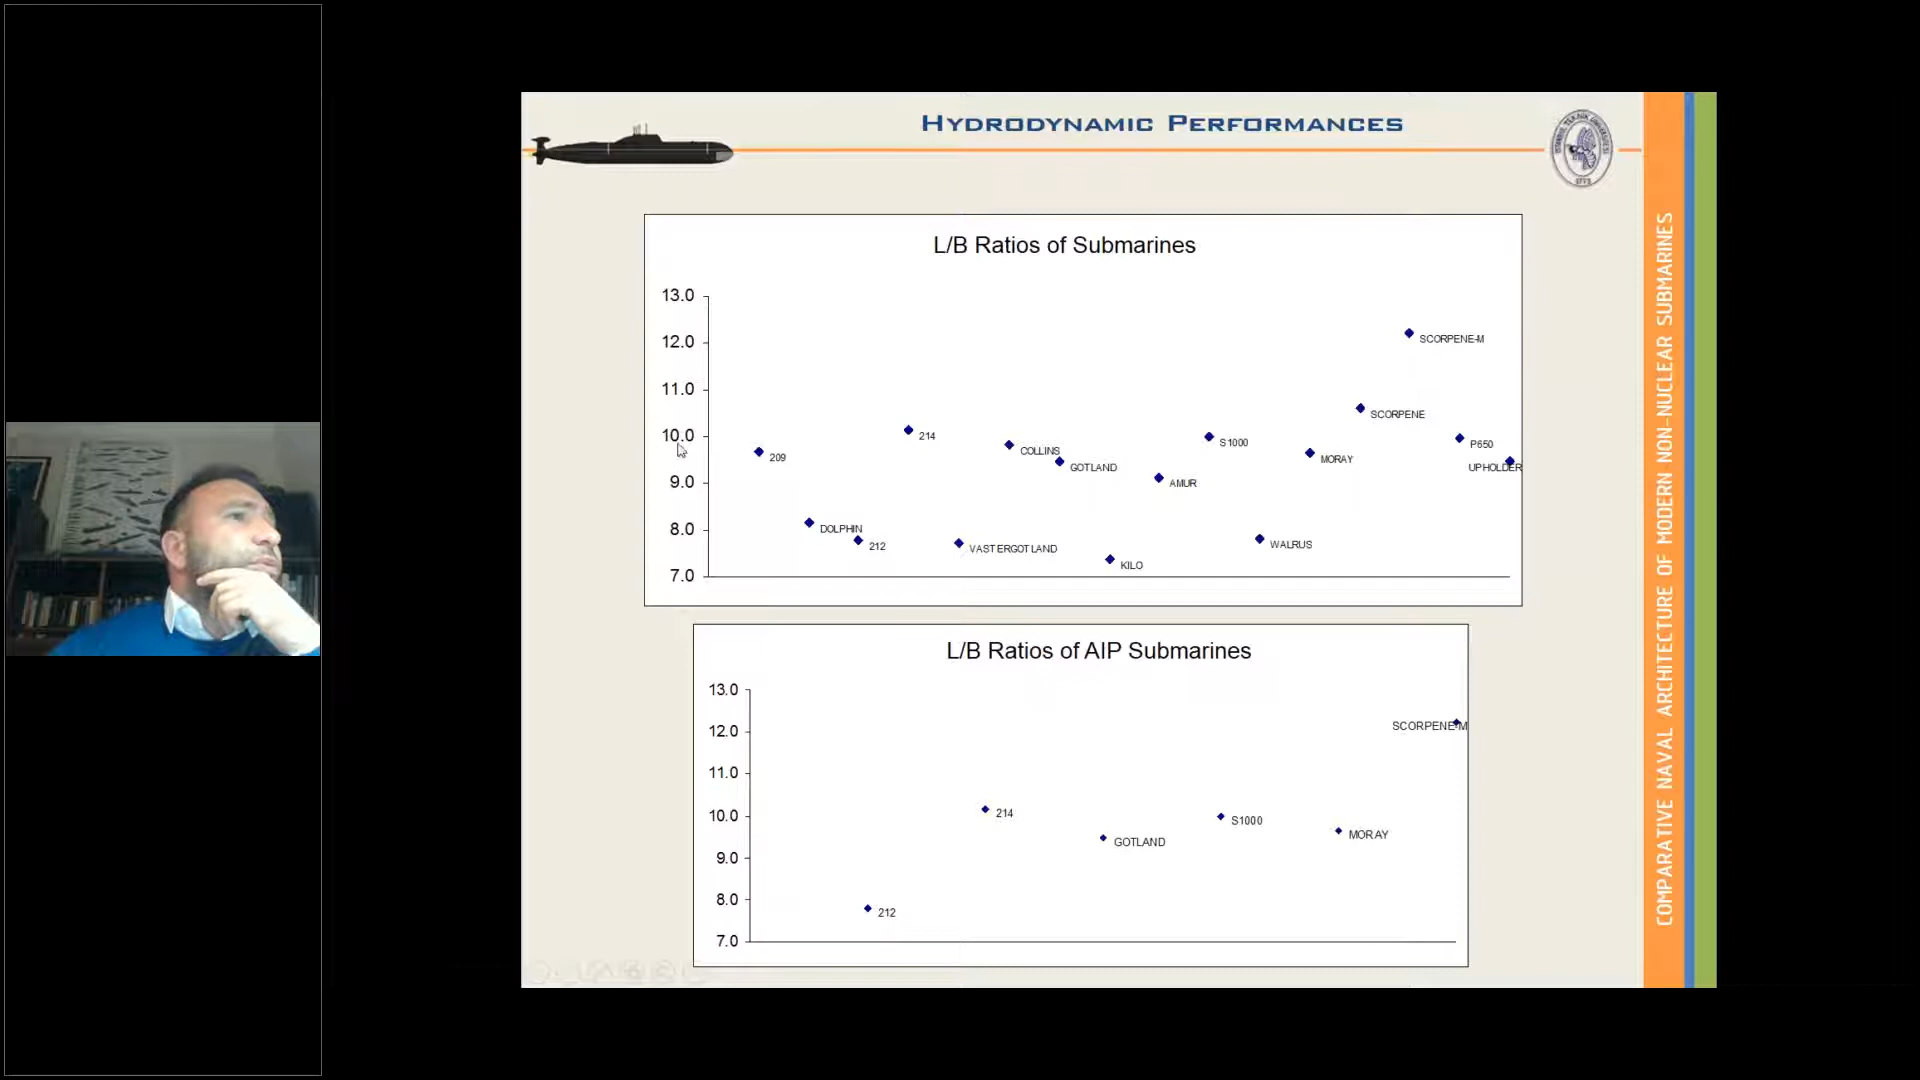 HYDRODYNAMIC PERFORMANCES
L/B Ratios of Submarines
13.0
12.0
11.0
10.0
9.0
8.0
7.0
209
DOLPHIN
212
214
VASTERGOTLAND
COLLINS
GOTLAND
KILO
AMUR
S1000
WALRUS
MORAY
SCORPENE
SCORPENE-M
P650
UPHOLDER
L/B Ratios of AIP Submarines
13.0
12.0
11.0
10.0
9.0
8.0
7.0
212
214
GOTLAND
S1000
MORAY
SCORPENE-M
COMPARATIVE NAVAL ARCHITECTURE OF MODERN NON-NUCLEAR SUBMARINES